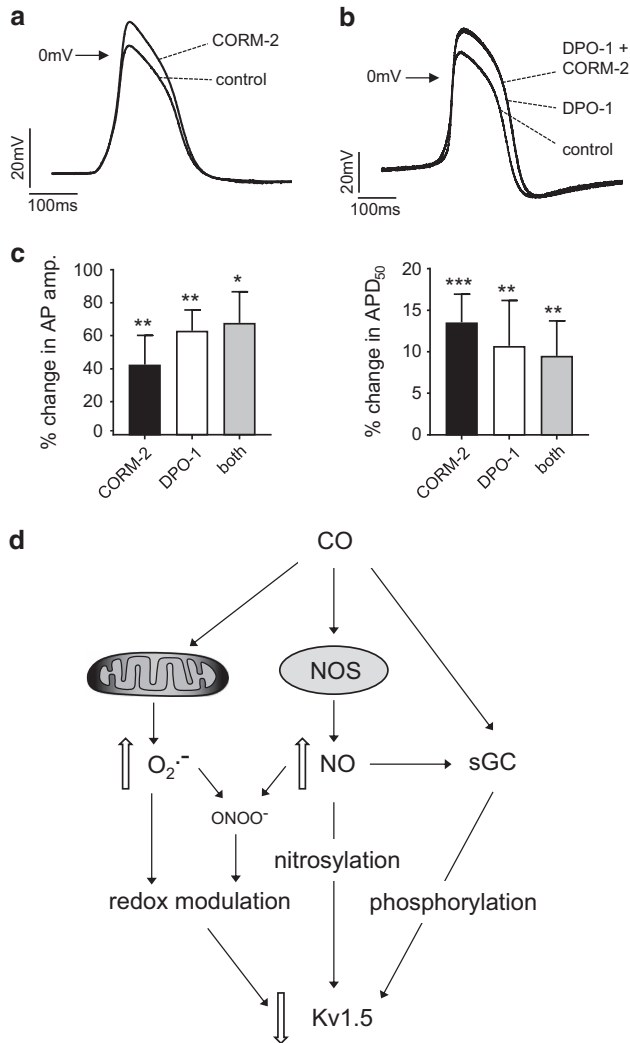 a
CORM-2
0mV
control
20mV
100ms
b
DPO-1 +
CORM-2
0mV
DPO-1
control
20mV
100ms
c
% change in AP amp.
100
80
60
40
20
0
**
**
*
CORM-2
DPO-1
both
% change in APD50
20
15
10
5
0
***
**
**
CORM-2
DPO-1
both
d
CO
NOS
O2·-
NO
sGC
ONOO-
nitrosylation
redox modulation
phosphorylation
Kv1.5